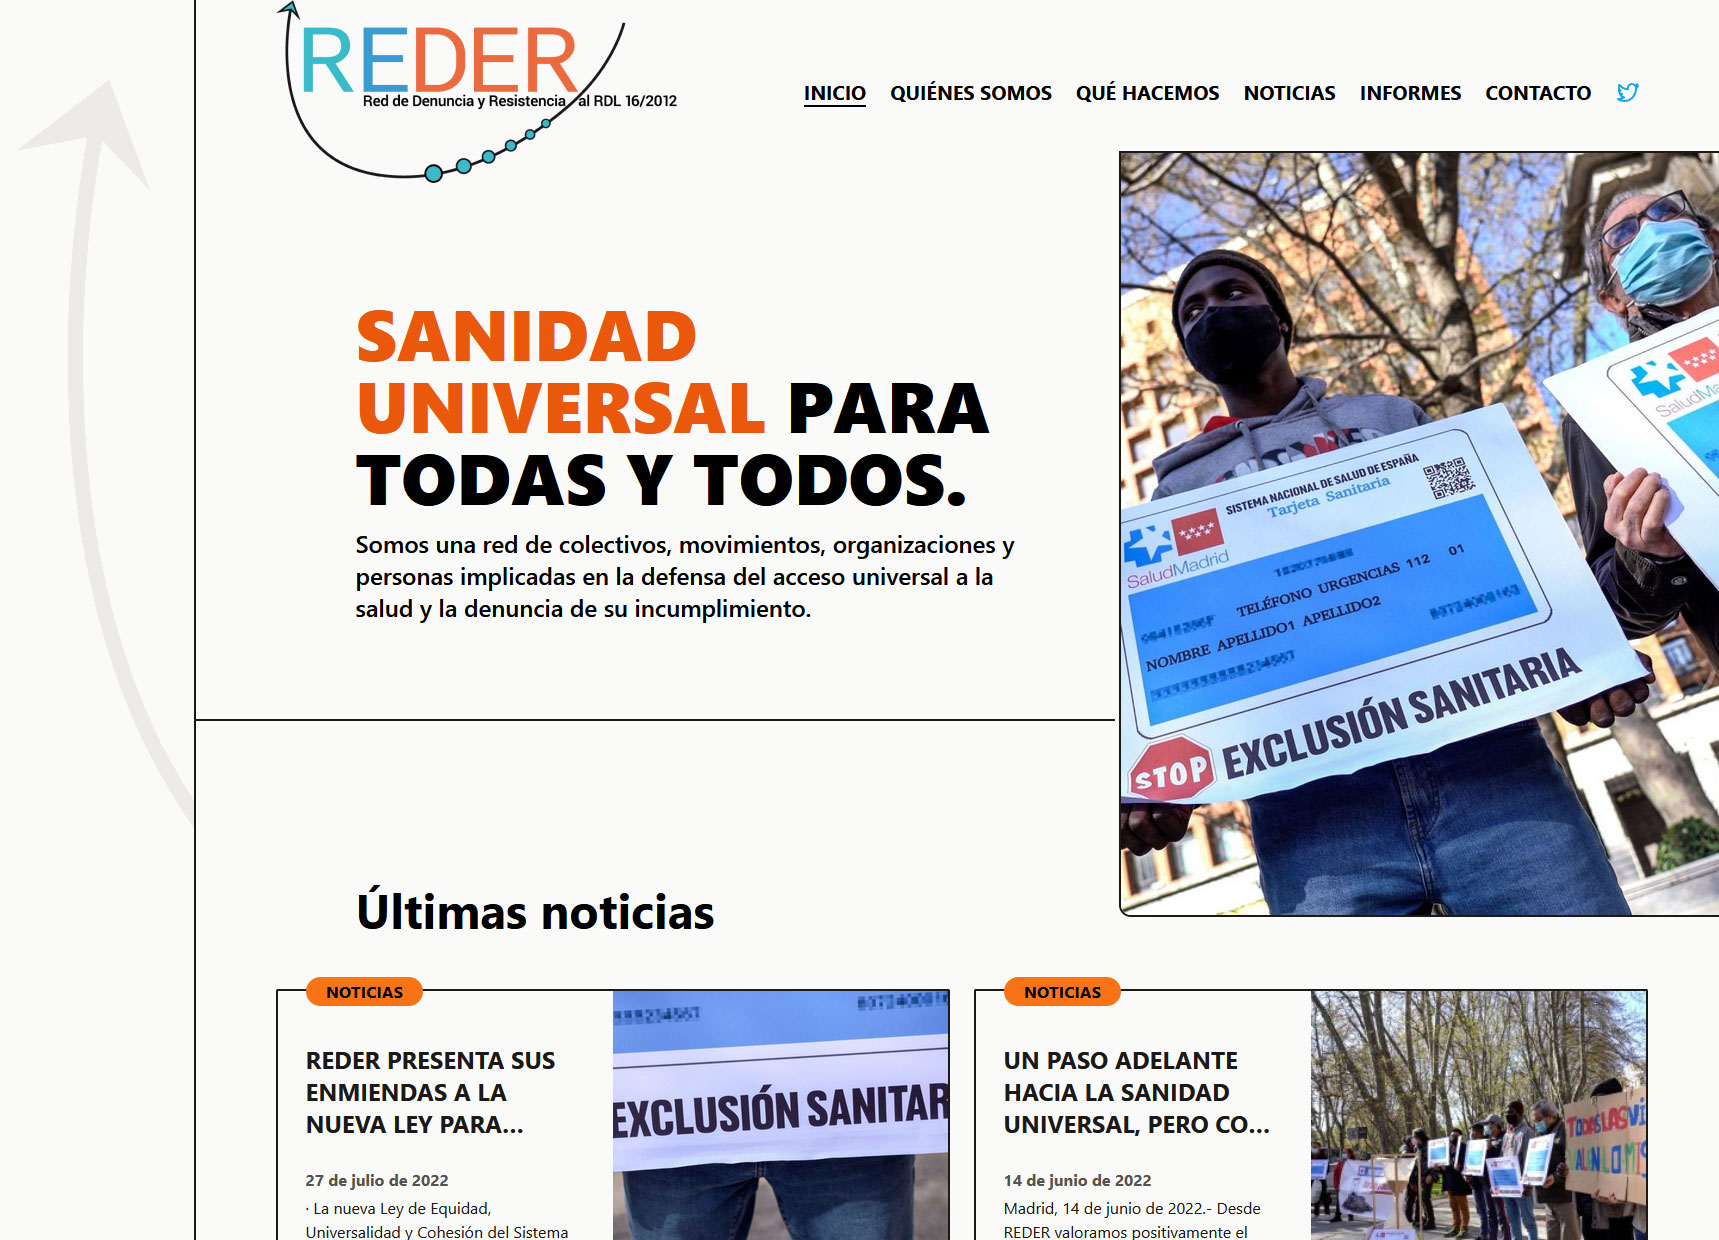 REDER
Red de Denuncia y Resistencia al RDL 16/2012
INICIO QUIÉNES SOMOS QUÉ HACEMOS NOTICIAS INFORMES CONTACTO
SANIDAD
UNIVERSAL PARA
TODAS Y TODOS.
Somos una red de colectivos, movimientos, organizaciones y
personas implicadas en la defensa del acceso universal a la
salud y la denuncia de su incumplimiento.
SISTEMA NACIONAL DE SALUD DE ESPAÑA
Tarjeta Sanitaria
SaludMadrid
TELÉFONO URGENCIAS 112 01
NOMBRE APELLIDO1 APELLIDO2
STOP EXCLUSIÓN SANITARIA
Últimas noticias
NOTICIAS
REDER PRESENTA SUS
ENMIENDAS A LA
NUEVA LEY PARA...
27 de julio de 2022
· La nueva Ley de Equidad,
Universalidad y Cohesión del Sistema
EXCLUSIÓN SANITAR
NOTICIAS
UN PASO ADELANTE
HACIA LA SANIDAD
UNIVERSAL, PERO CO...
14 de junio de 2022
Madrid, 14 de junio de 2022.- Desde
REDER valoramos positivamente el
TODAS LAS VI